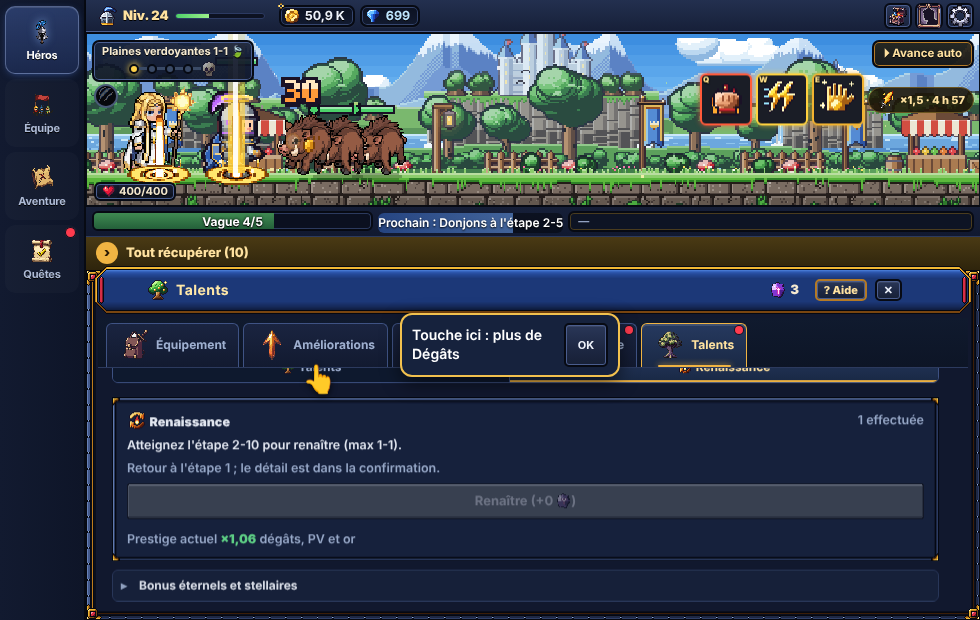 Niv. 24
50,9 K
699
Héros
Équipe
Aventure
Quêtes
Plaines verdoyantes 1-1
Avance auto
30
Q
W
E
×1,5 · 4 h 57
400/400
Vague 4/5
Prochain : Donjons à l'étape 2-5
—
Tout récupérer (10)
Talents
3
? Aide
×
Équipement
Améliorations
Touche ici : plus de
Dégâts
OK
e
Talents
Talents
Renaissance
Renaissance
1 effectuée
Atteignez l'étape 2-10 pour renaître (max 1-1).
Retour à l'étape 1 ; le détail est dans la confirmation.
Renaître (+0 )
Prestige actuel ×1,06 dégâts, PV et or
Bonus éternels et stellaires